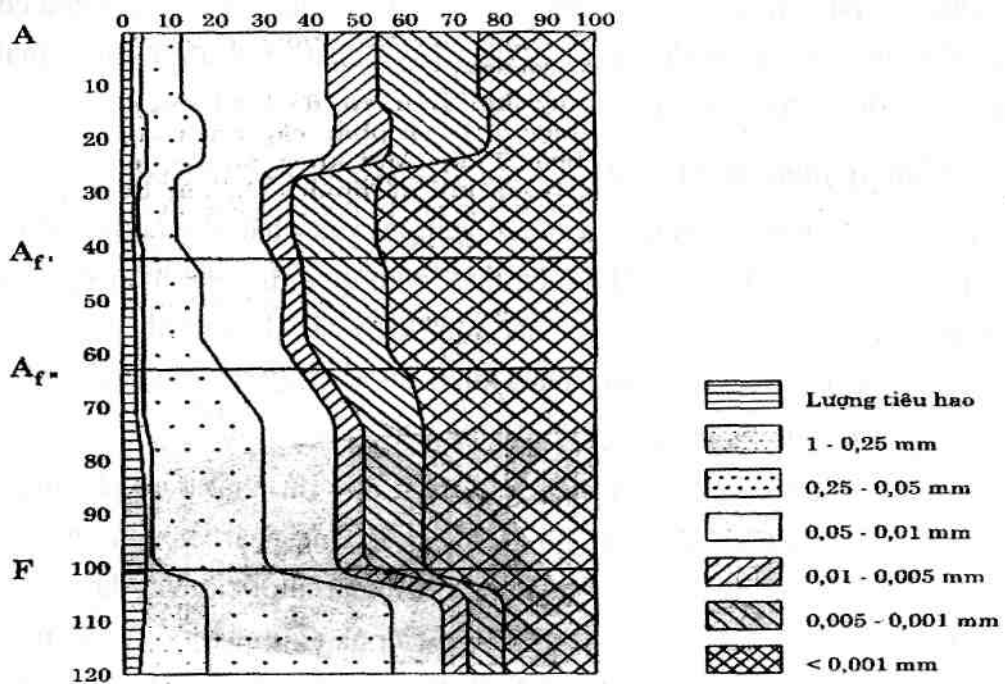 0 10 20 30 40 50 60 70 80 90 100
A
10
20
30
40
A_f'
50
60
A_f"
70
80
90
F 100
110
120
Lượng tiêu hao
1 - 0,25 mm
0,25 - 0,05 mm
0,05 - 0,01 mm
0,01 - 0,005 mm
0,005 - 0,001 mm
< 0,001 mm